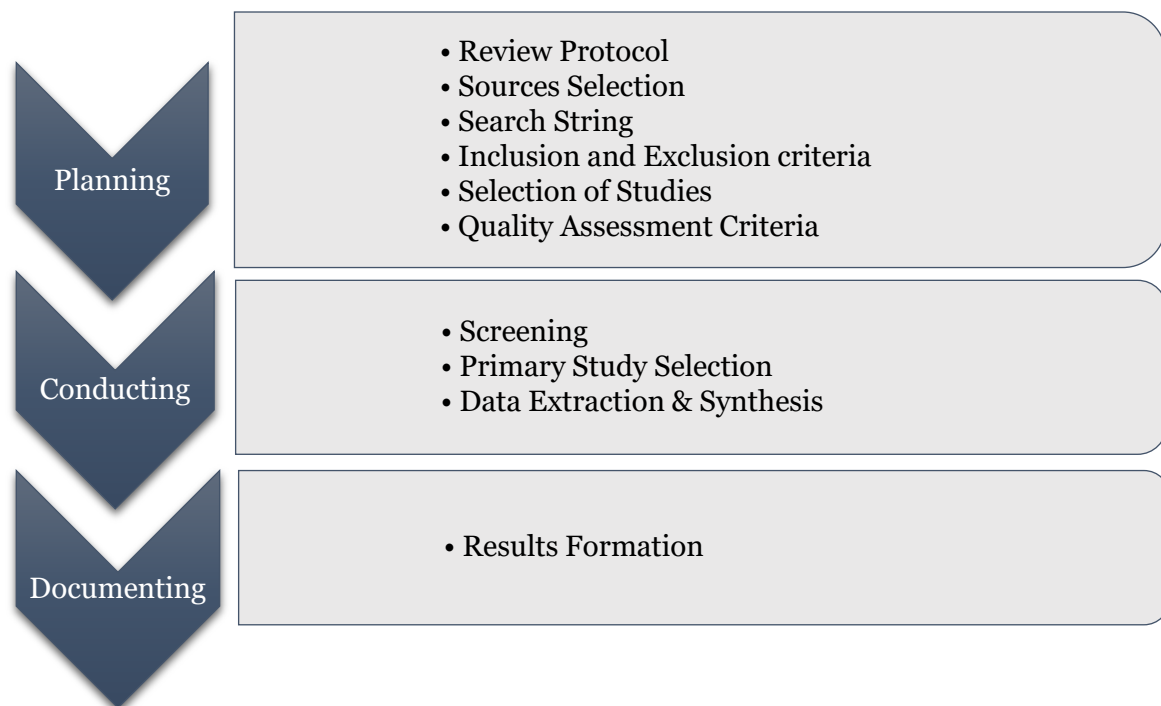 Planning
• Review Protocol
• Sources Selection
• Search String
• Inclusion and Exclusion criteria
• Selection of Studies
• Quality Assessment Criteria
Conducting
• Screening
• Primary Study Selection
• Data Extraction & Synthesis
Documenting
• Results Formation